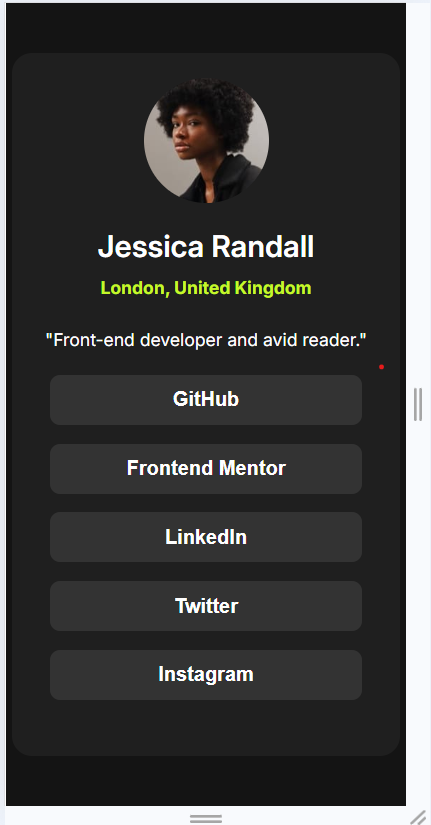 Jessica Randall
London, United Kingdom
"Front-end developer and avid reader."
GitHub
Frontend Mentor
LinkedIn
Twitter
Instagram